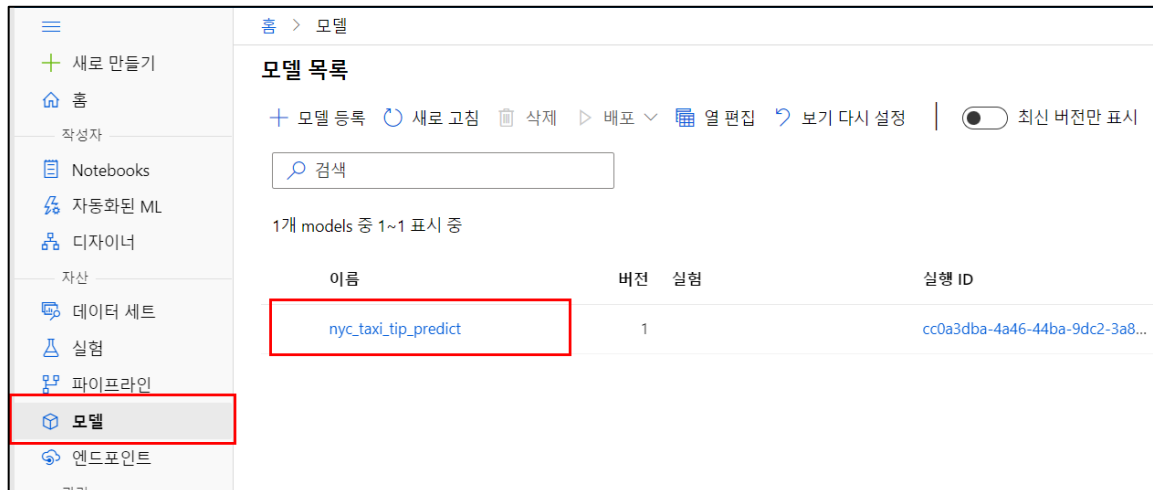 홈 > 모델
새로 만들기
홈
작성자
Notebooks
자동화된 ML
디자이너
자산
데이터 세트
실험
파이프라인
모델
엔드포인트
모델 목록
모델 등록 새로 고침 삭제 배포 열 편집 보기 다시 설정 최신 버전만 표시
검색
1개 models 중 1~1 표시 중
이름 버전 실험 실행 ID
nyc_taxi_tip_predict 1 cc0a3dba-4a46-44ba-9dc2-3a8...